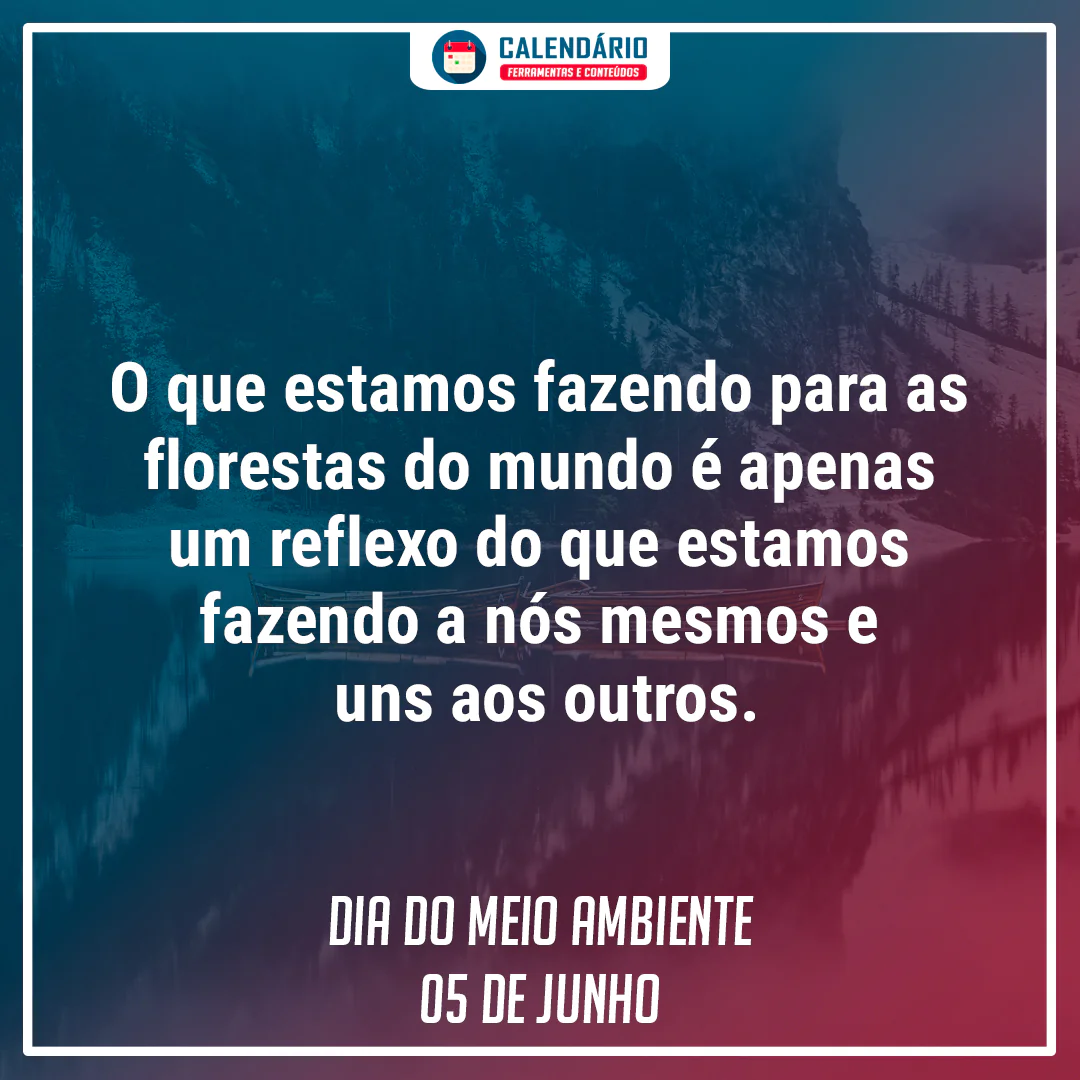 CALENDÁRIO
FERRAMENTAS E CONTEÚDOS
O que estamos fazendo para as
florestas do mundo é apenas
um reflexo do que estamos
fazendo a nós mesmos e
uns aos outros.
DIA DO MEIO AMBIENTE
05 DE JUNHO